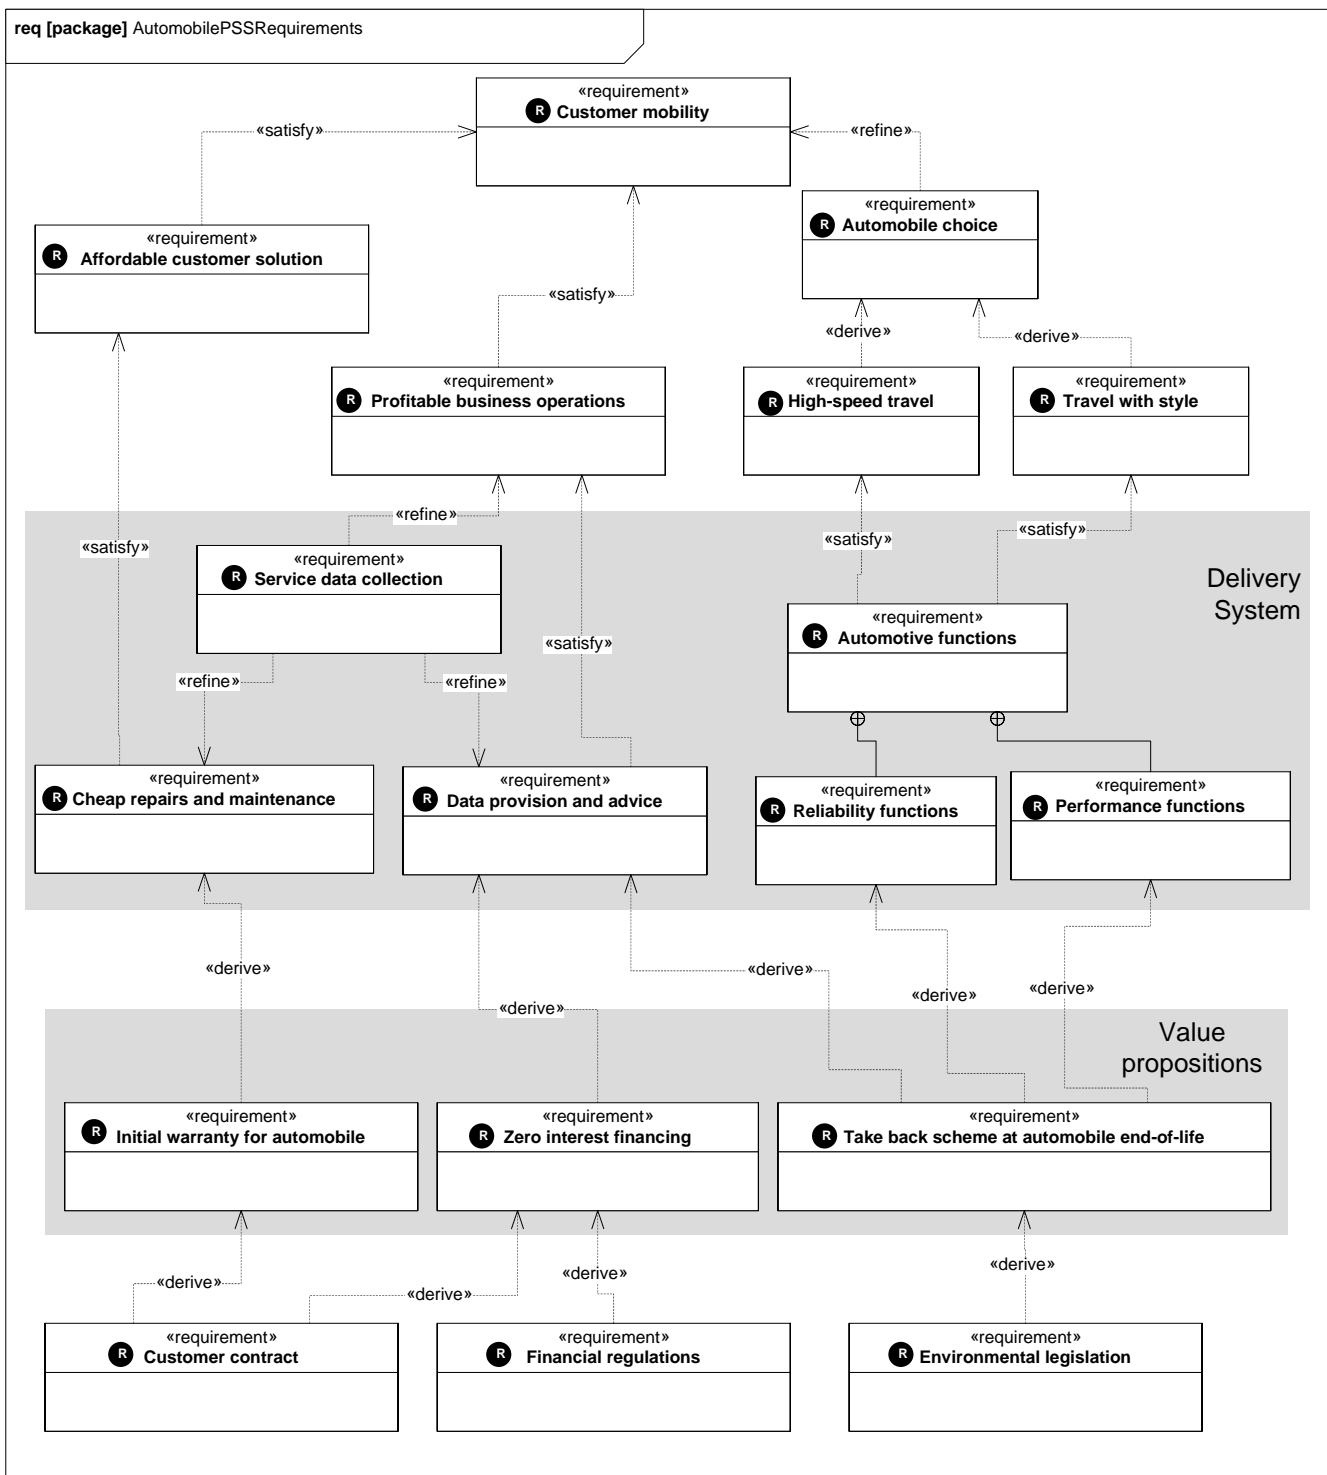 req [package] AutomobilePSSRequirements
«requirement»
R Customer mobility
«satisfy»
«refine»
«requirement»
R Automobile choice
«requirement»
R Affordable customer solution
«satisfy»
«derive»
«derive»
«requirement»
R Profitable business operations
«requirement»
R High-speed travel
«requirement»
R Travel with style
«refine»
«satisfy»
«satisfy»
«satisfy»
«requirement»
R Service data collection
Delivery
System
«requirement»
R Automotive functions
«satisfy»
«refine»
«refine»
«requirement»
R Cheap repairs and maintenance
«requirement»
R Data provision and advice
«requirement»
R Reliability functions
«requirement»
R Performance functions
«derive»
«derive»
«derive»
«derive»
«derive»
Value
propositions
«requirement»
R Initial warranty for automobile
«requirement»
R Zero interest financing
«requirement»
R Take back scheme at automobile end-of-life
«derive»
«derive»
«derive»
«derive»
«requirement»
R Customer contract
«requirement»
R Financial regulations
«requirement»
R Environmental legislation